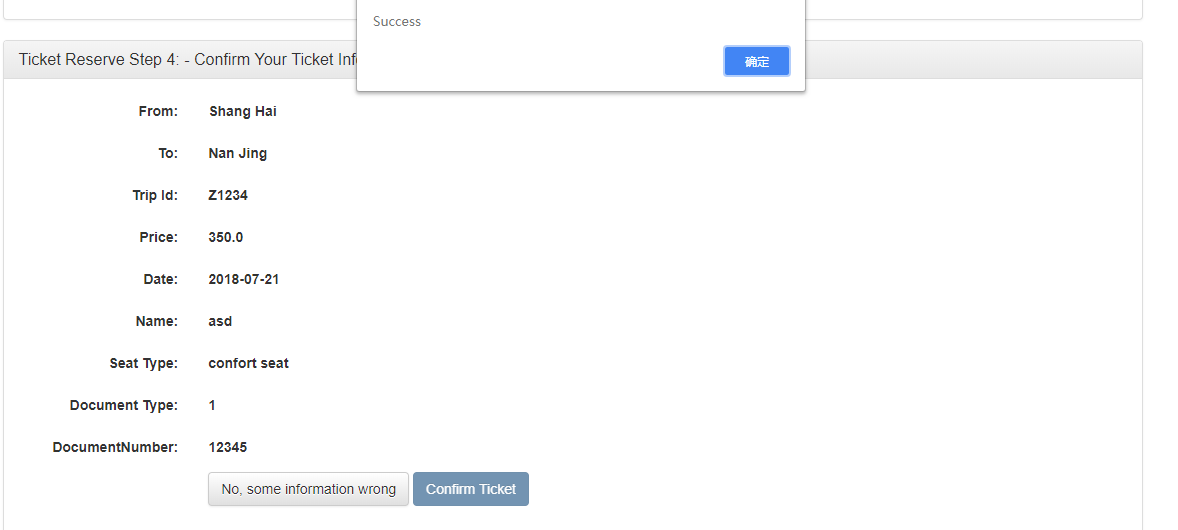 Success
确定
Ticket Reserve Step 4: - Confirm Your Ticket Inf
From: Shang Hai
To: Nan Jing
Trip Id: Z1234
Price: 350.0
Date: 2018-07-21
Name: asd
Seat Type: confort seat
Document Type: 1
DocumentNumber: 12345
No, some information wrong Confirm Ticket